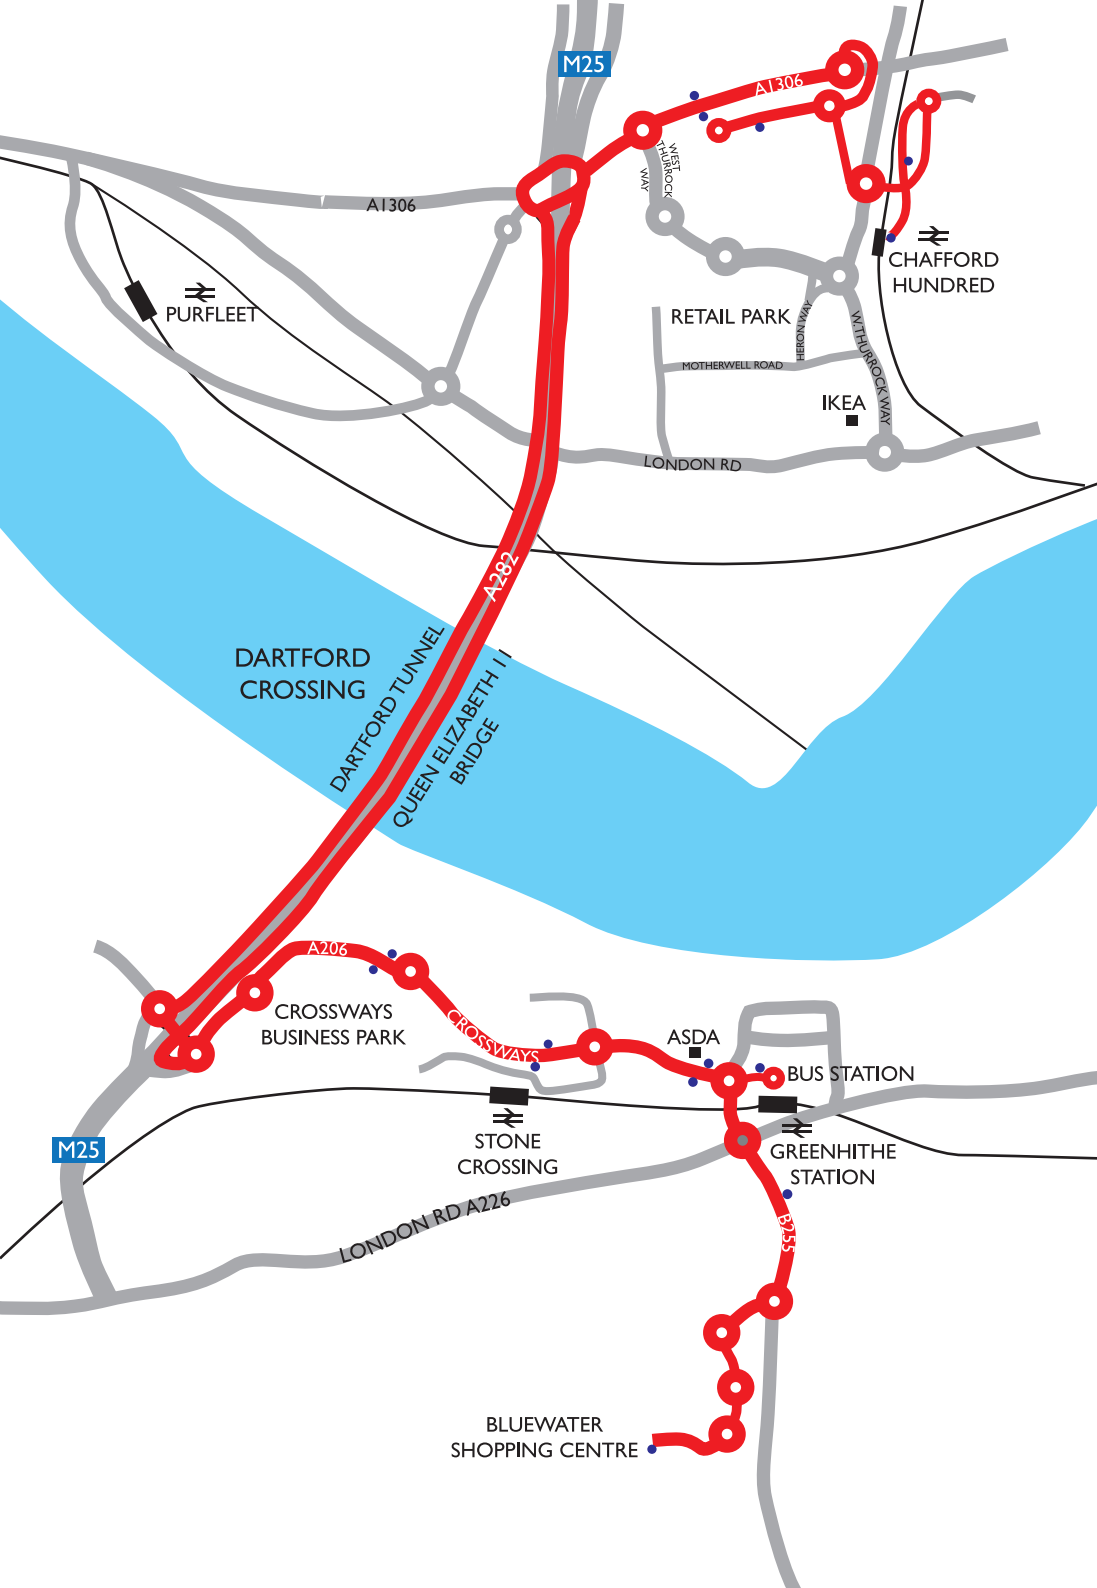 M25
A1306
WEST
THURROCK
WAY
A1306
CHAFFORD
HUNDRED
PURFLEET
RETAIL PARK
HERON WAY
W.THURROCK WAY
MOTHERWELL ROAD
IKEA
LONDON RD
A282
DARTFORD
CROSSING
DARTFORD TUNNEL
QUEEN ELIZABETH 11
BRIDGE
A206
CROSSWAYS
BUSINESS PARK
CROSSWAYS
ASDA
BUS STATION
STONE
CROSSING
M25
GREENHITHE
STATION
LONDON RD A226
B255
BLUEWATER
SHOPPING CENTRE